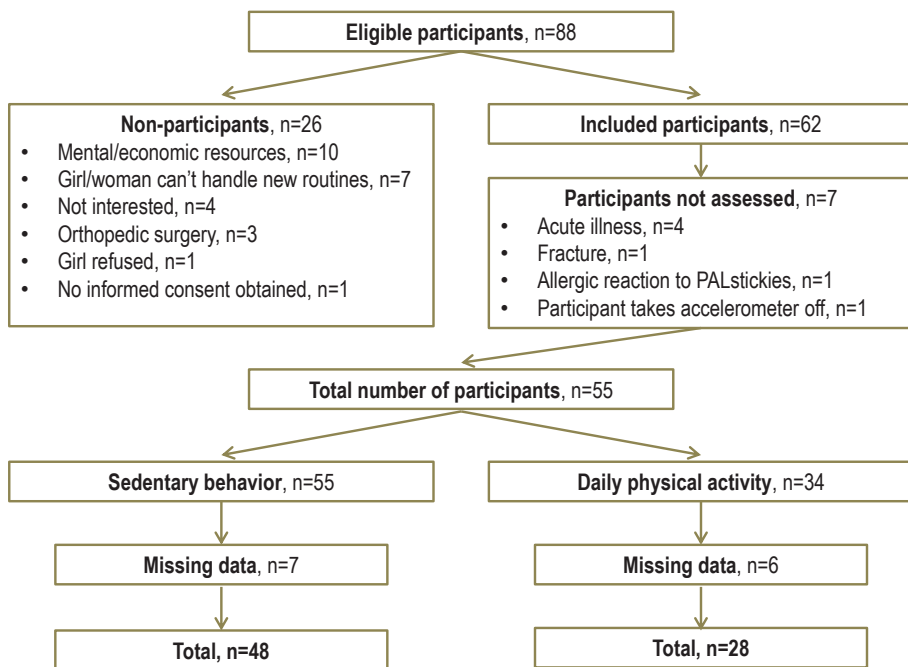 Eligible participants, n=88
Non-participants, n=26
• Mental/economic resources, n=10
• Girl/woman can't handle new routines, n=7
• Not interested, n=4
• Orthopedic surgery, n=3
• Girl refused, n=1
• No informed consent obtained, n=1
Included participants, n=62
Participants not assessed, n=7
• Acute illness, n=4
• Fracture, n=1
• Allergic reaction to PALstickies, n=1
• Participant takes accelerometer off, n=1
Total number of participants, n=55
Sedentary behavior, n=55
Missing data, n=7
Total, n=48
Daily physical activity, n=34
Missing data, n=6
Total, n=28